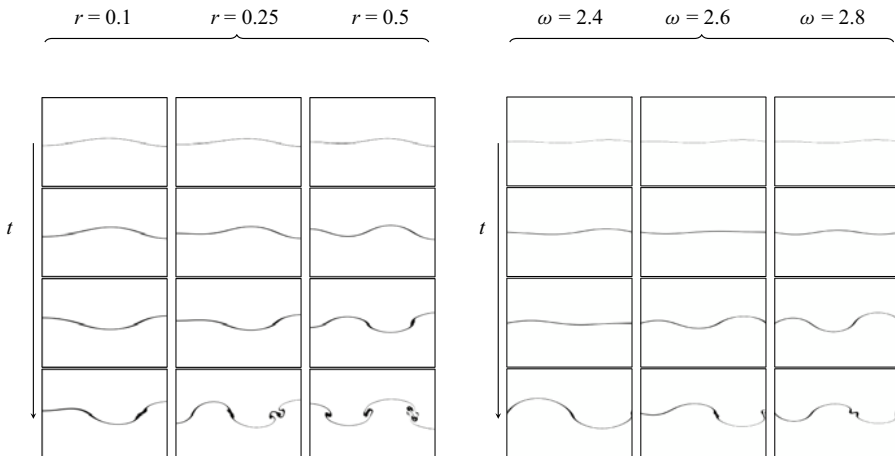 r = 0.1 r = 0.25 r = 0.5 ω = 2.4 ω = 2.6 ω = 2.8
t t